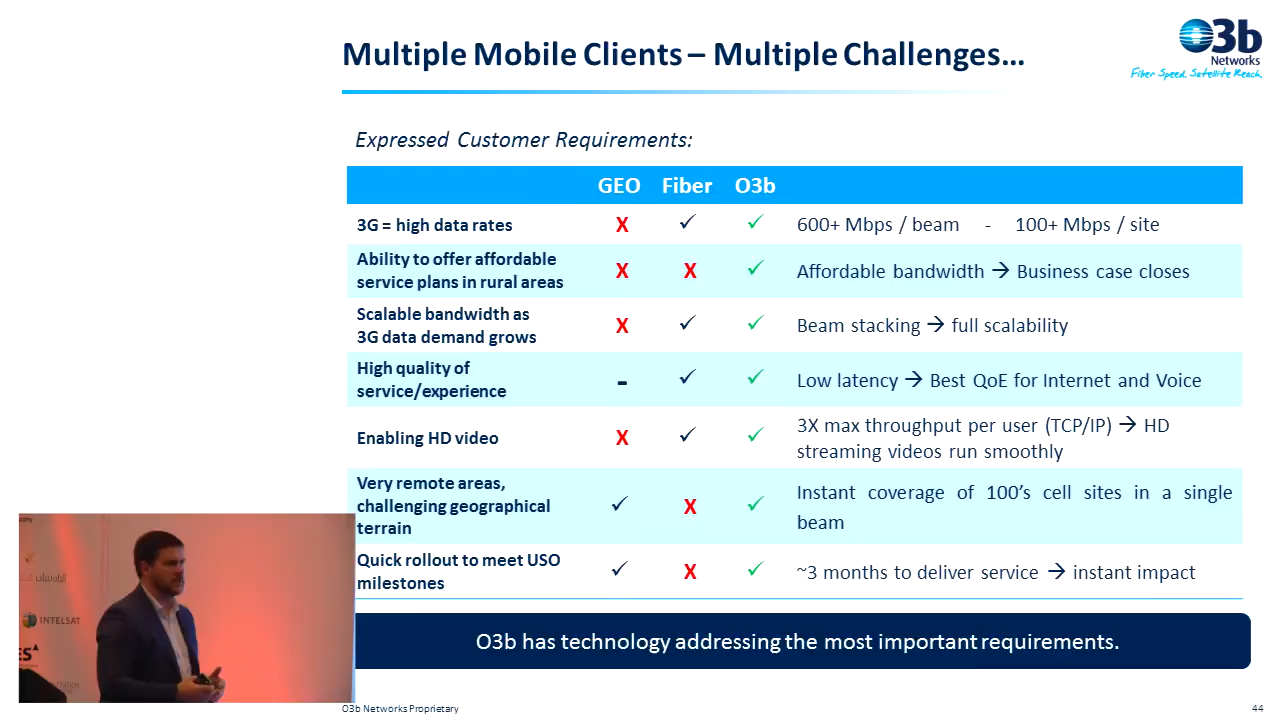 Multiple Mobile Clients – Multiple Challenges…
O3b
Networks
Fiber Speed. Satellite Reach.
Expressed Customer Requirements:
GEO Fiber O3b
3G = high data rates X ✓ ✓ 600+ Mbps / beam - 100+ Mbps / site
Ability to offer affordable
service plans in rural areas X X ✓ Affordable bandwidth → Business case closes
Scalable bandwidth as
3G data demand grows X ✓ ✓ Beam stacking → full scalability
High quality of
service/experience - ✓ ✓ Low latency → Best QoE for Internet and Voice
Enabling HD video X ✓ ✓ 3X max throughput per user (TCP/IP) → HD
streaming videos run smoothly
Very remote areas,
challenging geographical
terrain ✓ X ✓ Instant coverage of 100's cell sites in a single
beam
Quick rollout to meet USO
milestones ✓ X ✓ ~3 months to deliver service → instant impact
INTELSAT
O3b has technology addressing the most important requirements.
O3b Networks Proprietary
44